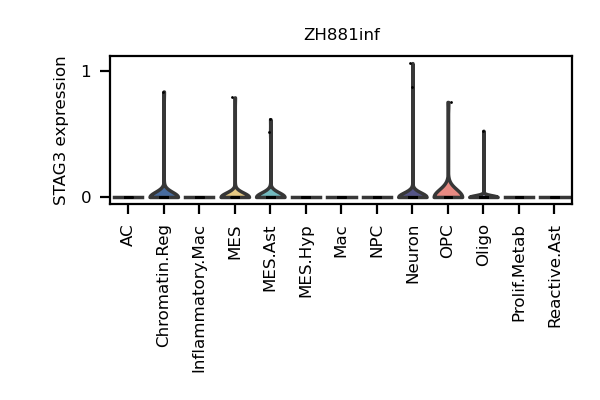 ZH881inf
STAG3 expression
1
0
AC
Chromatin.Reg
Inflammatory.Mac
MES
MES.Ast
MES.Hyp
Mac
NPC
Neuron
OPC
Oligo
Prolif.Metab
Reactive.Ast